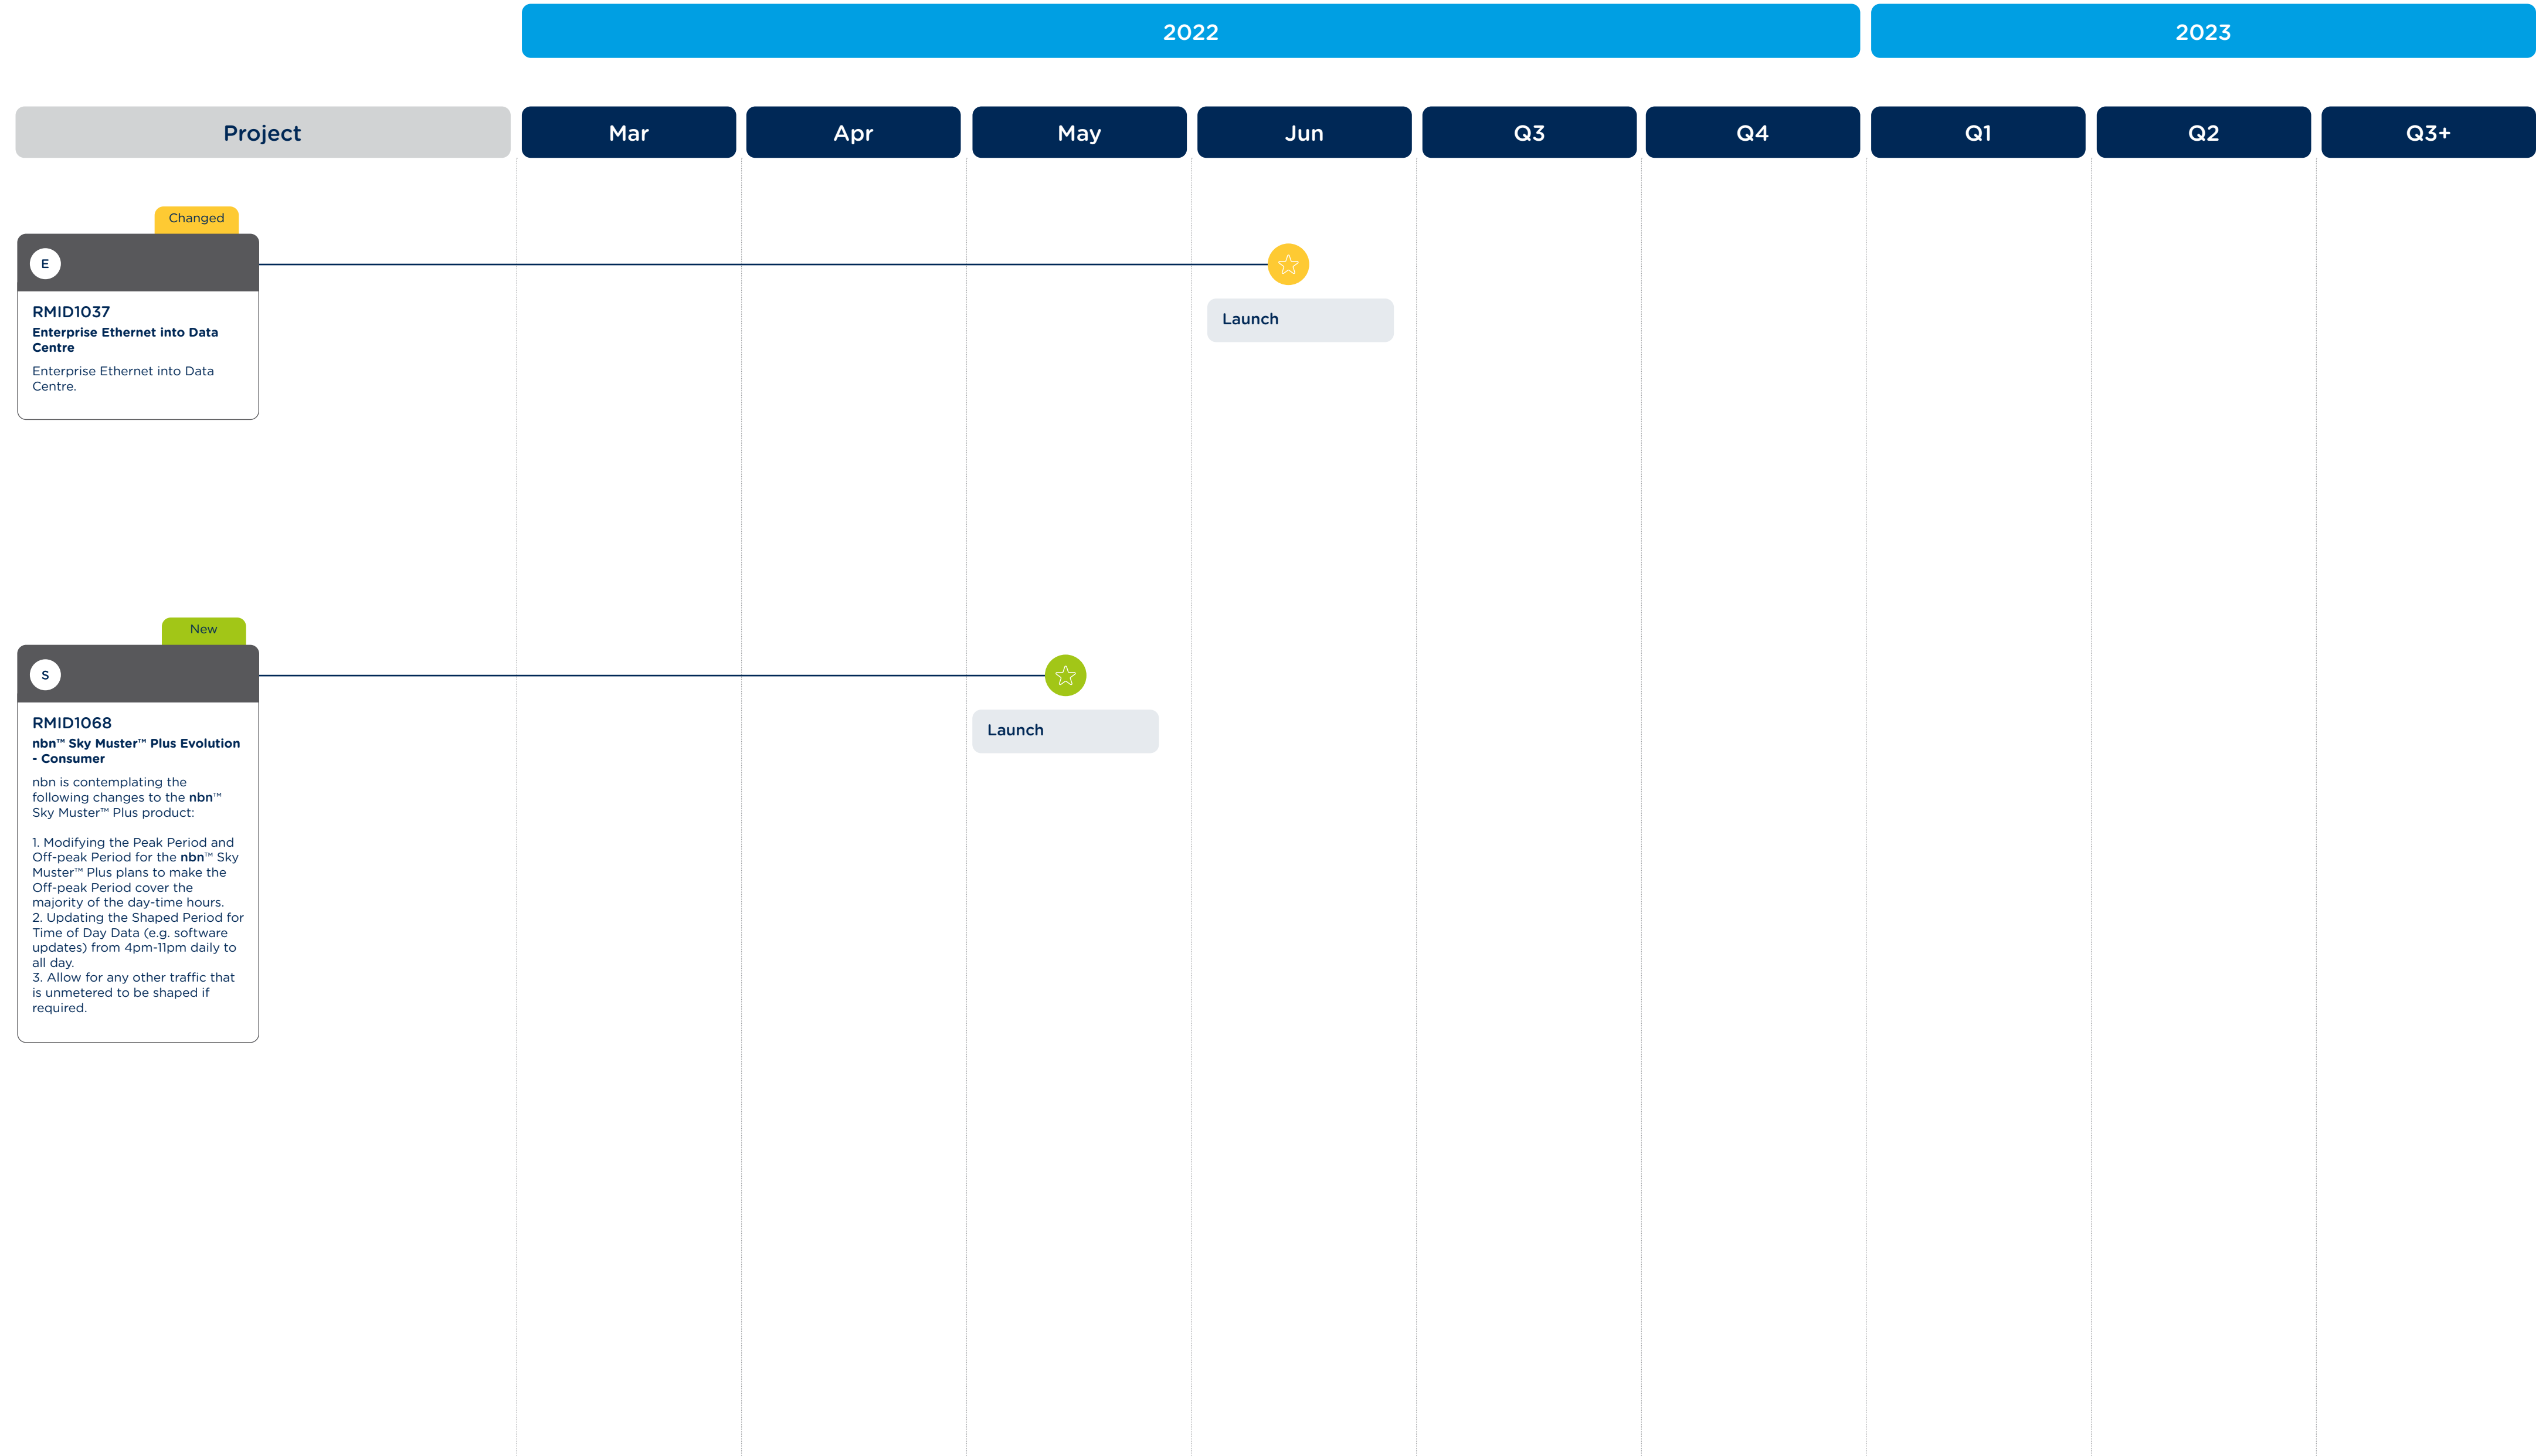 2022
2023
Project
Mar
Apr
May
Jun
Q3
Q4
Q1
Q2
Q3+
Changed
E
RMID1037
Enterprise Ethernet into Data
Centre
Enterprise Ethernet into Data
Centre.
Launch
New
S
RMID1068
nbn™ Sky Muster™ Plus Evolution
- Consumer
nbn is contemplating the
following changes to the nbn™
Sky Muster™ Plus product:
1. Modifying the Peak Period and
Off-peak Period for the nbn™ Sky
Muster™ Plus plans to make the
Off-peak Period cover the
majority of the day-time hours.
2. Updating the Shaped Period for
Time of Day Data (e.g. software
updates) from 4pm-11pm daily to
all day.
3. Allow for any other traffic that
is unmetered to be shaped if
required.
Launch